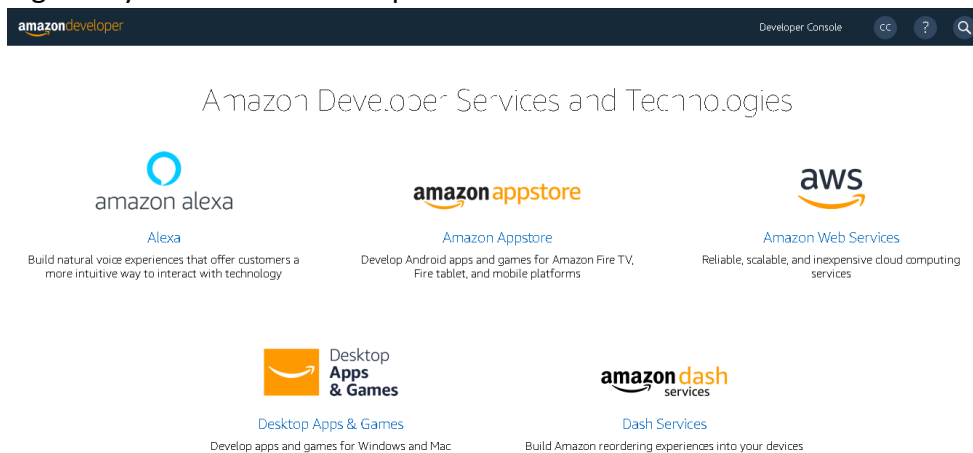 amazondeveloper
Developer Console CC ?
Amazon Developer Services and Technologies
amazon alexa
amazon appstore
aws
Alexa
Amazon Appstore
Amazon Web Services
Build natural voice experiences that offer customers a
more intuitive way to interact with technology
Develop Android apps and games for Amazon Fire TV,
Fire tablet, and mobile platforms
Reliable, scalable, and inexpensive cloud computing
services
Desktop
Apps
& Games
amazon dash
services
Desktop Apps & Games
Dash Services
Develop apps and games for Windows and Mac
Build Amazon reordering experiences into your devices